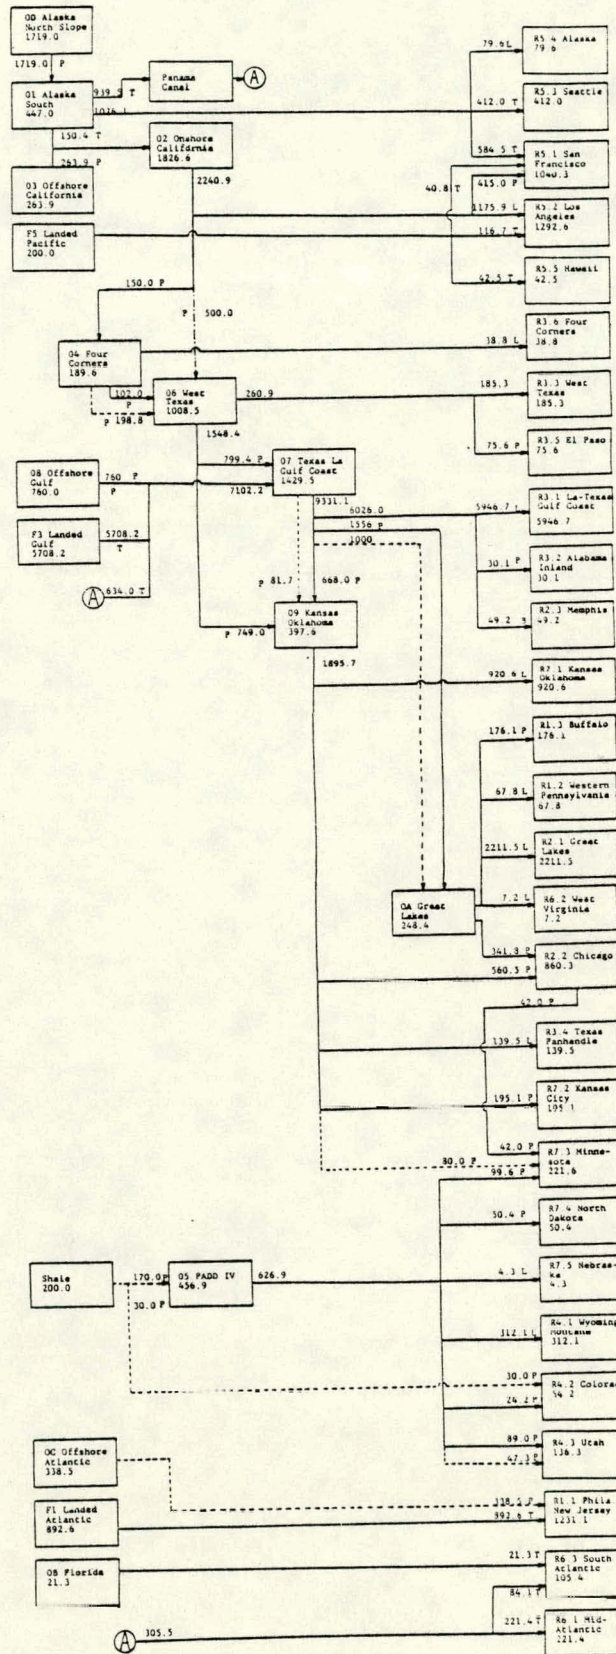 OD Alaska
North Slope
1719.0
1719.0 P
01 Alaska
South
447.0
939.5 T
Panama
Canal
A
150.4 T
263.9 P
02 Onshore
California
1826.6
03 Offshore
California
263.9
2240.9
F5 Landed
Pacific
200.0
79.6 L
R5.4 Alaska
79.6
412.0 T
R5.3 Seattle
412.0
584.5 T
R5.1 San
Francisco
1040.3
40.8 T
415.0 P
1175.9 L
R5.2 Los
Angeles
1292.6
116.7 T
42.5 T
R5.5 Hawaii
42.5
150.0 P
P 500.0
04 Four
Corners
189.6
38.8 L
R3.6 Four
Corners
38.8
102.0
P
P 198.8
06 West
Texas
1008.5
260.9
185.3
R3.3 West
Texas
185.3
75.6 P
R3.5 El Paso
75.6
1548.4
799.4 P
07 Texas La
Gulf Coast
1429.5
08 Offshore
Gulf
760.0
760
P
7102.2
F3 Landed
Gulf
5708.2
5708.2
T
A
634.0 T
9331.1
6026.0
1556 P
1000
5946.7
R3.1 La-Texas
Gulf Coast
5946.7
30.1 P
R3.2 Alabama
Inland
30.1
49.2
R2.3 Memphis
49.2
P 81.7
668.0 P
P 749.0
09 Kansas
Oklahoma
397.6
1895.7
920.6 L
R7.1 Kansas
Oklahoma
920.6
176.1 P
R1.3 Buffalo
176.1
67.8 L
R1.2 Western
Pennsylvania
67.8
2211.5 L
R2.1 Great
Lakes
2211.5
OA Great
Lakes
248.4
7.2 L
R6.2 West
Virginia
7.2
341.8 P
560.5 P
R2.2 Chicago
860.3
42.0 P
139.5 L
R3.4 Texas
Panhandle
139.5
195.1 P
R7.2 Kansas
City
195.1
42.0 P
80.0 P
99.6 P
R7.3 Minne-
sota
221.6
50.4 P
R7.4 North
Dakota
50.4
Shale
200.0
170.0 P
30.0 P
05 PADD IV
456.9
626.9
4.3 L
R7.5 Nebras-
ka
4.3
312.1 L
R4.1 Wyoming
Montana
312.1
30.0 P
24.2 P
R4.2
54.2
89.0 P
47.3 P
R4.3 Utah
136.3
OC Offshore
Atlantic
338.5
338.5 P
892.6 T
R1.1 Phila.
New Jersey
1231.1
F1 Landed
Atlantic
892.6
OB Florida
21.3
21.3 T
R6.3 South
Atlantic
105.4
84.1 T
A
305.5
221.4 T
R6.1 Mid-
Atlantic
221.4